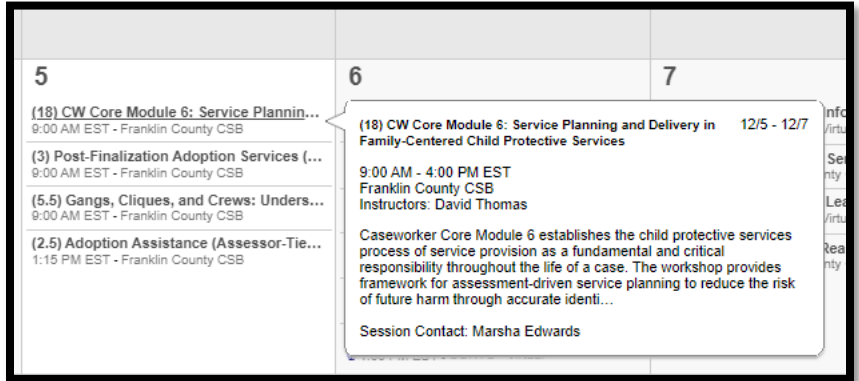 5
6
7
(18) CW Core Module 6: Service Plannin...
9:00 AM EST - Franklin County CSB
(3) Post-Finalization Adoption Services (...
9:00 AM EST - Franklin County CSB
(5.5) Gangs, Cliques, and Crews: Unders...
9:00 AM EST - Franklin County CSB
(2.5) Adoption Assistance (Assessor-Tie...
1:15 PM EST - Franklin County CSB
(18) CW Core Module 6: Service Planning and Delivery in 12/5 - 12/7
Family-Centered Child Protective Services
9:00 AM - 4:00 PM EST
Franklin County CSB
Instructors: David Thomas
Caseworker Core Module 6 establishes the child protective services
process of service provision as a fundamental and critical
responsibility throughout the life of a case. The workshop provides
framework for assessment-driven service planning to reduce the risk
of future harm through accurate identi...
Session Contact: Marsha Edwards